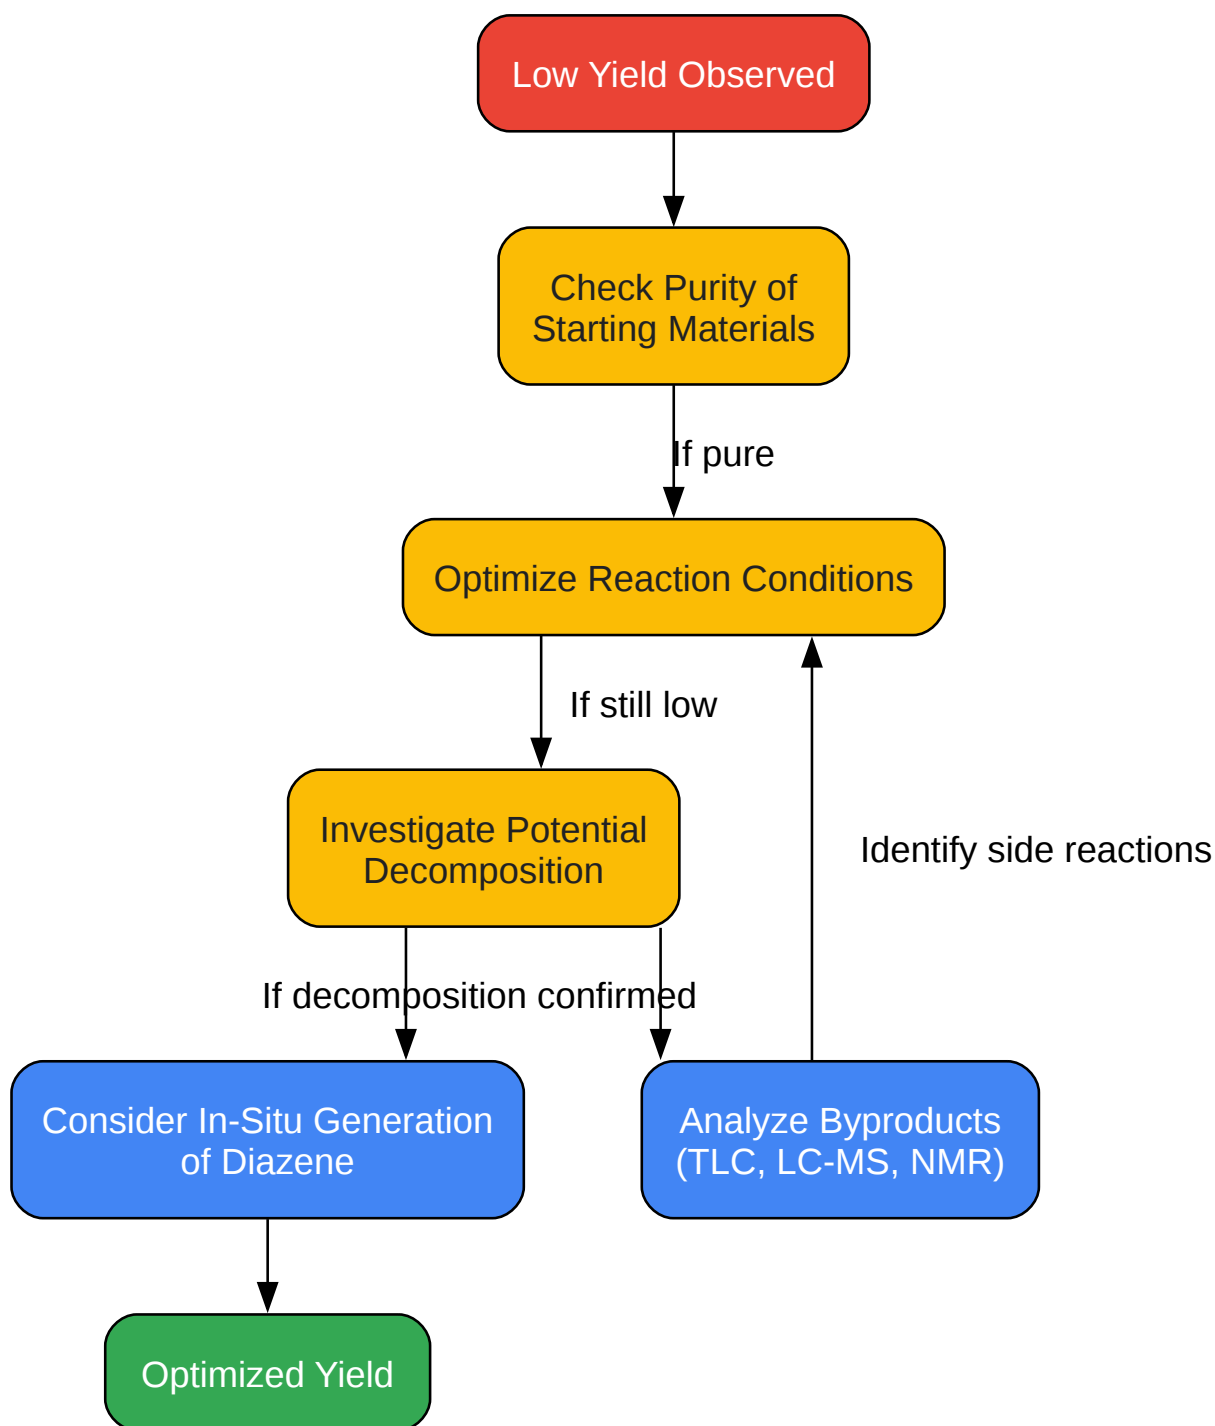 Low Yield Observed
Check Purity of
Starting Materials
If pure
Optimize Reaction Conditions
If still low
Investigate Potential
Decomposition
Identify side reactions
If decomposition confirmed
Consider In-Situ Generation
of Diazene
Analyze Byproducts
(TLC, LC-MS, NMR)
Optimized Yield